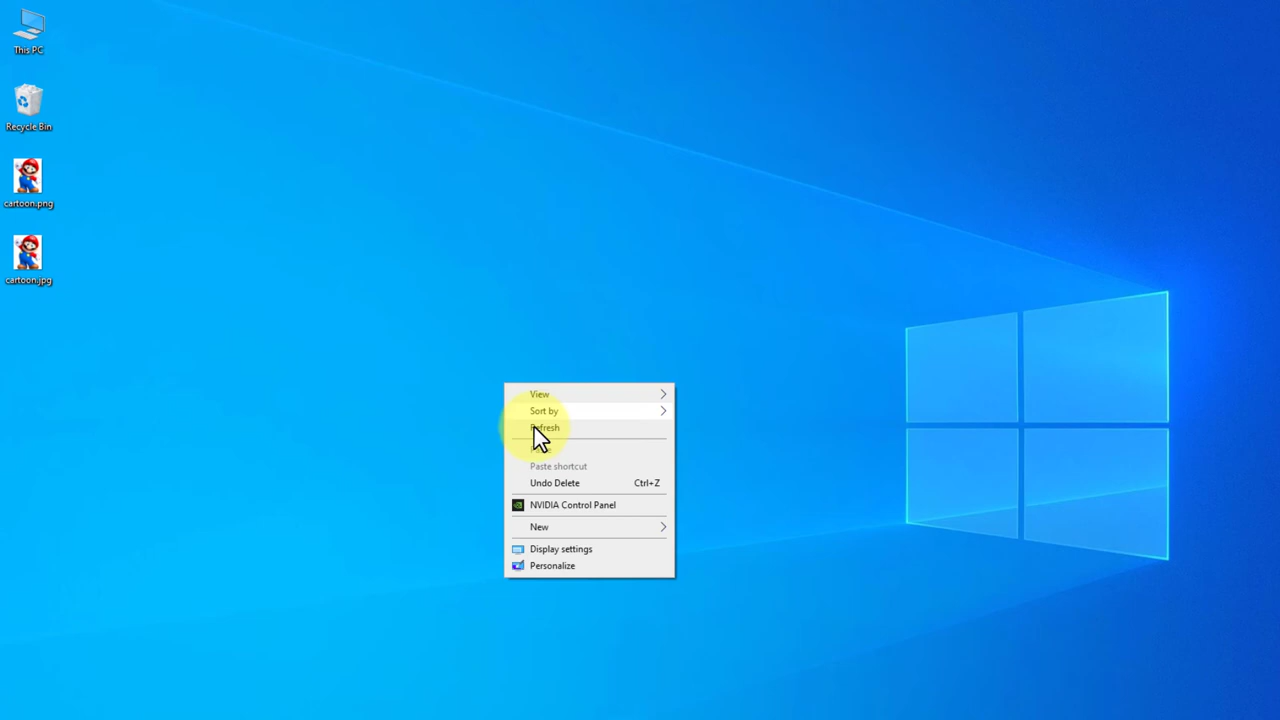 This PC
Recycle Bin
cartoon.png
cartoon.jpg
View
Sort by
Refresh
Paste
Paste shortcut
Undo Delete Ctrl+Z
NVIDIA Control Panel
New
Display settings
Personalize